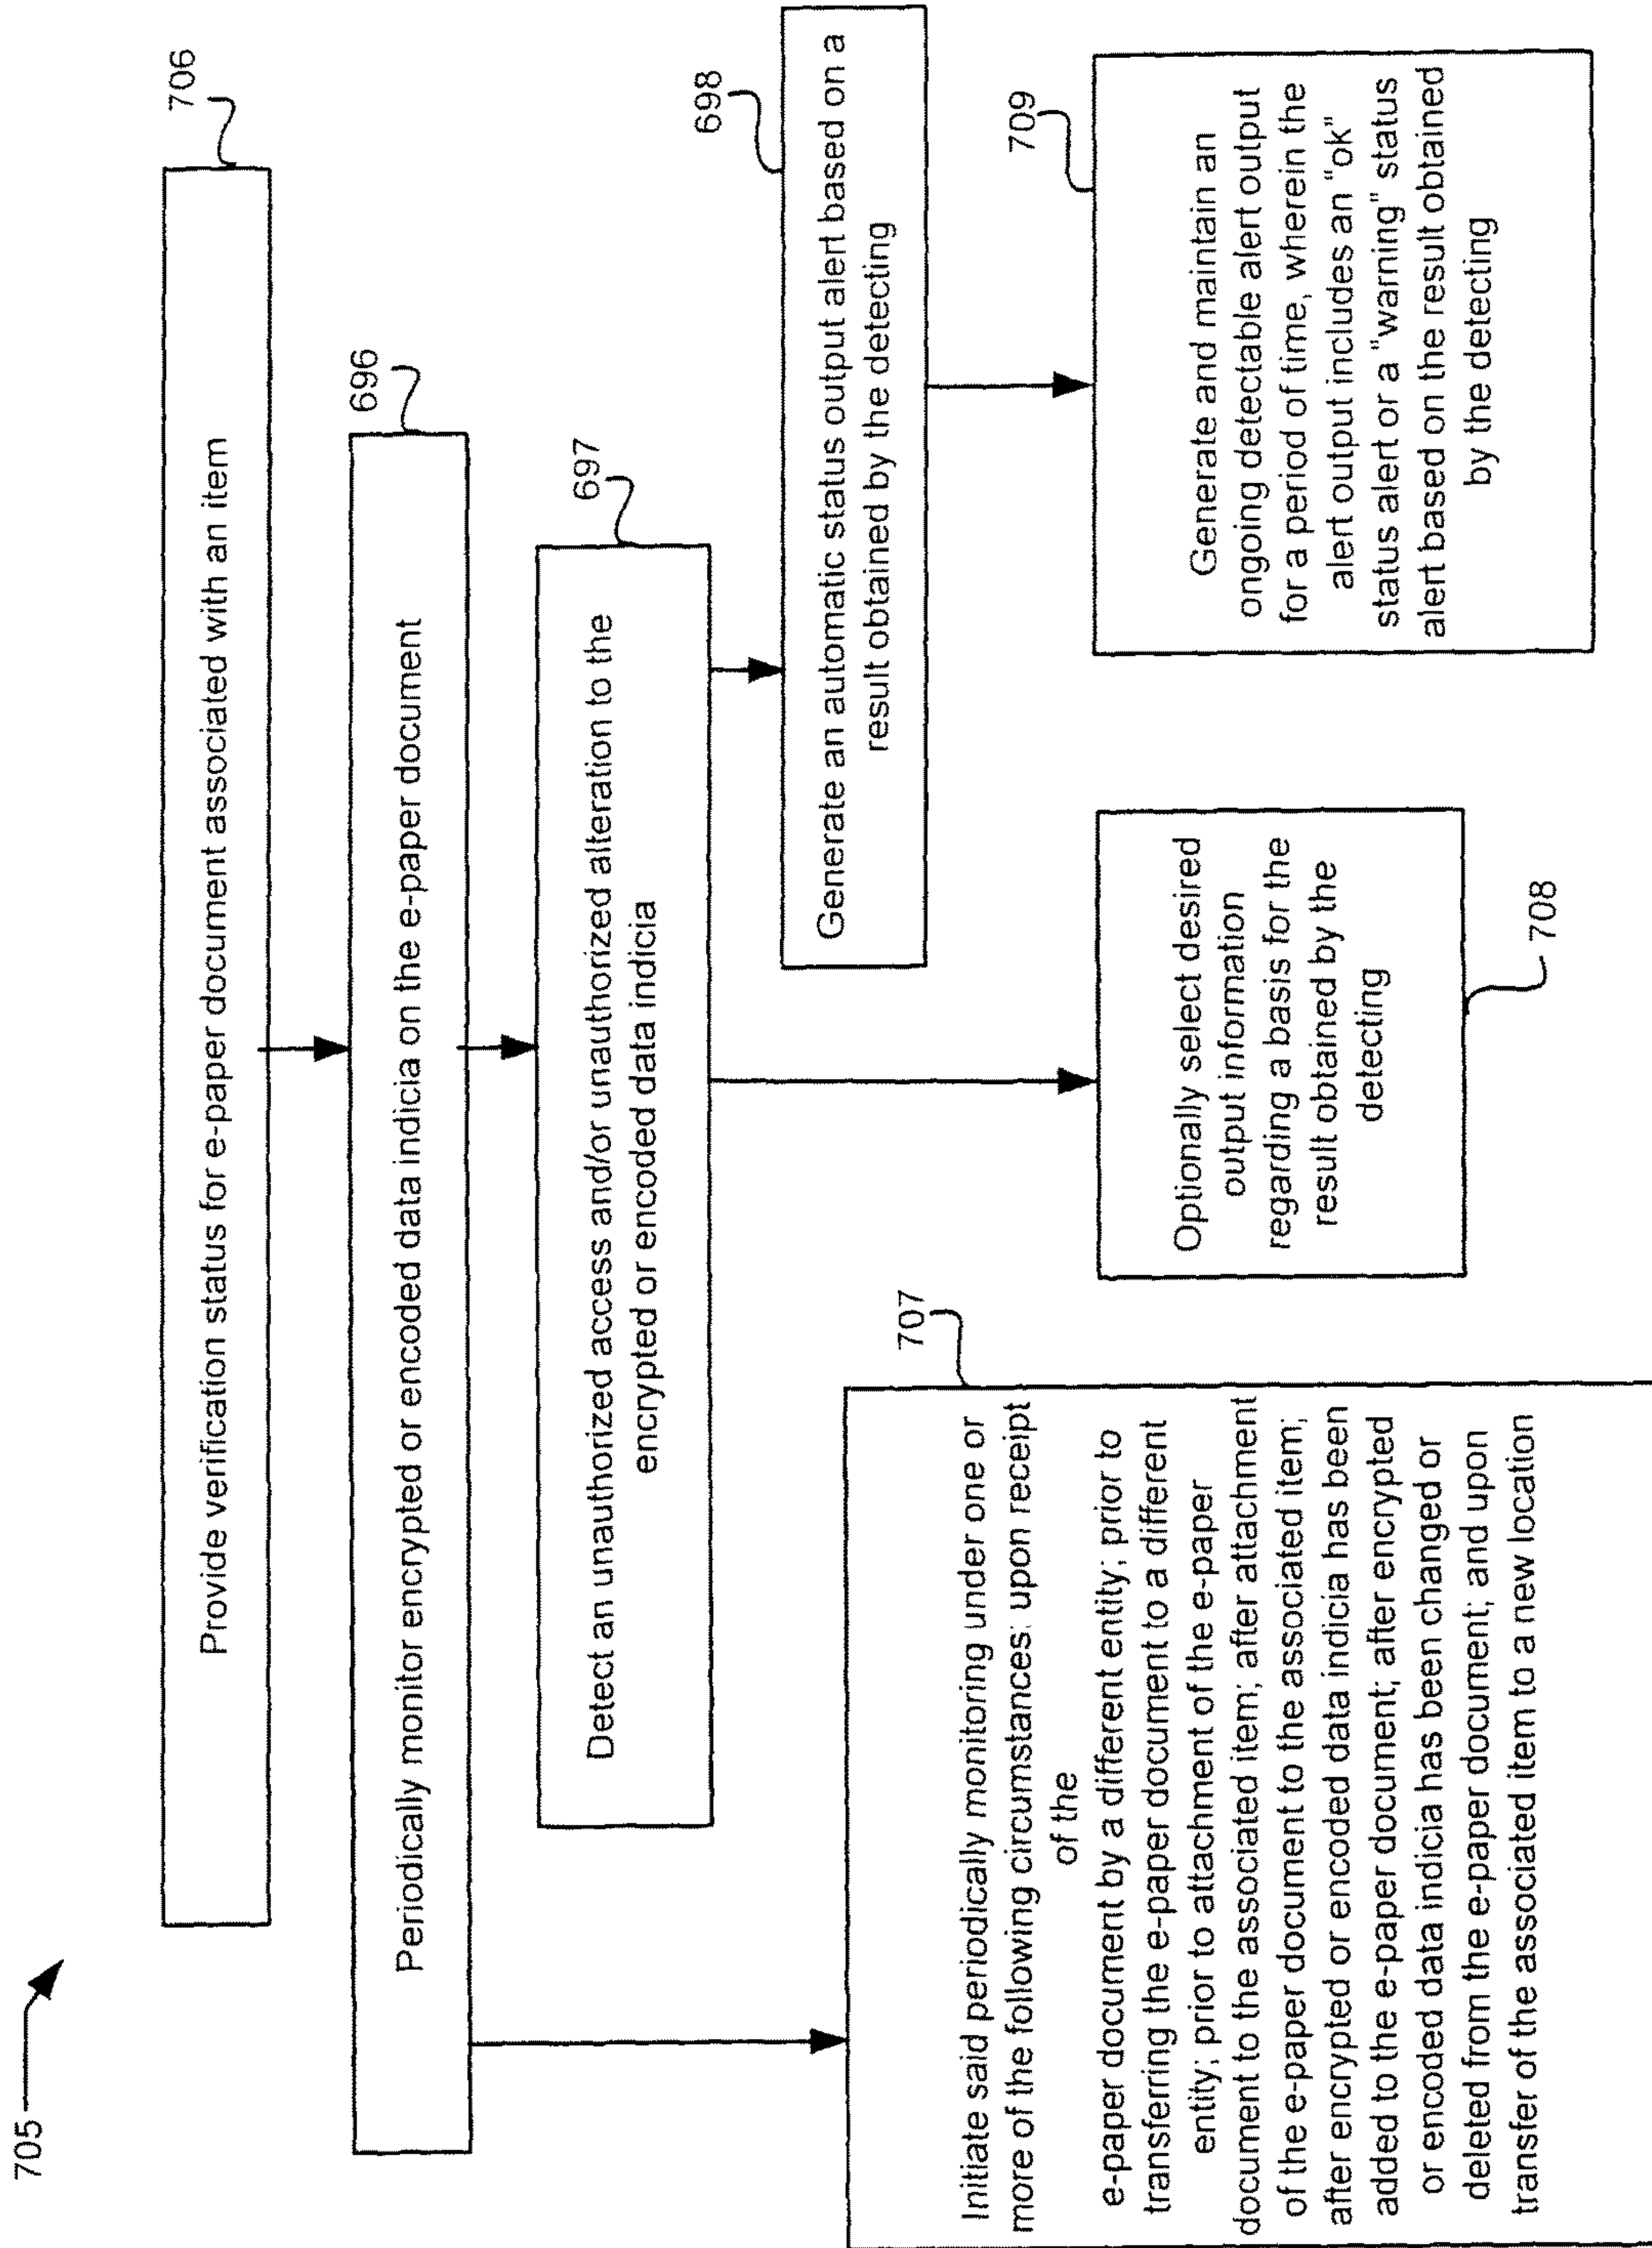 705
706
Provide verification status for e-paper document associated with an item
696
Periodically monitor encrypted or encoded data indicia on the e-paper document
697
Detect an unauthorized access and/or unauthorized alteration to the
encrypted or encoded data indicia
698
Generate an automatic status output alert based on a
result obtained by the detecting
707
Initiate said periodically monitoring under one or
more of the following circumstances: upon receipt
of the
e-paper document by a different entity; prior to
transferring the e-paper document to a different
entity; prior to attachment of the e-paper
document to the associated item; after attachment
of the e-paper document to the associated item;
after encrypted or encoded data indicia has been
added to the e-paper document; after encrypted
or encoded data indicia has been changed or
deleted from the e-paper document; and upon
transfer of the associated item to a new location
Optionally select desired
output information
regarding a basis for the
result obtained by the
detecting
708
709
Generate and maintain an
ongoing detectable alert output
for a period of time, wherein the
alert output includes an "ok"
status alert or a "warning" status
alert based on the result obtained
by the detecting